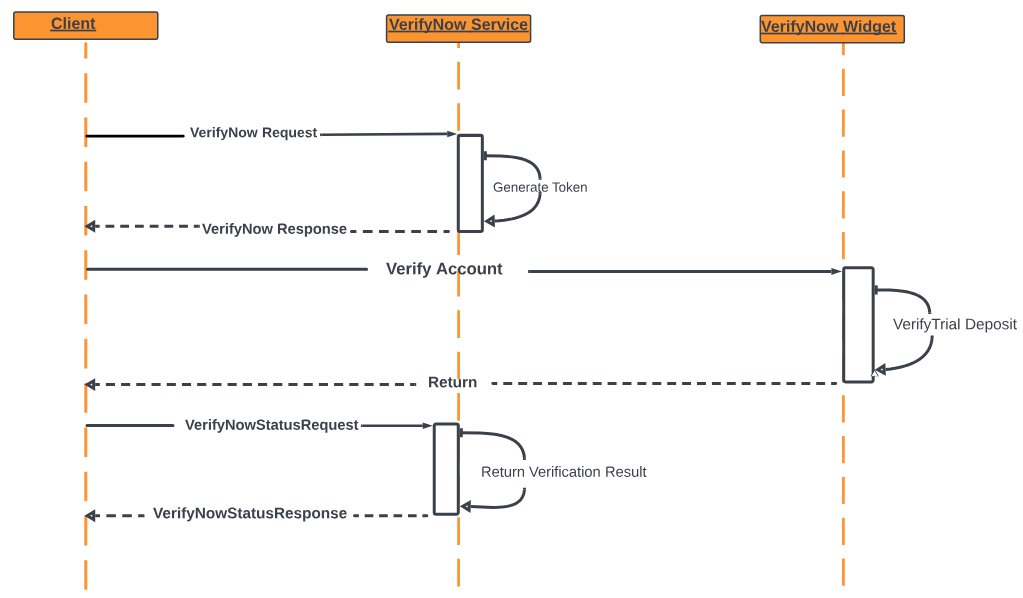 Client
VerifyNow Service
VerifyNow Widget
VerifyNow Request
Generate Token
VerifyNow Response
Verify Account
VerifyTrial Deposit
Return
VerifyNowStatusRequest
Return Verification Result
VerifyNowStatusResponse